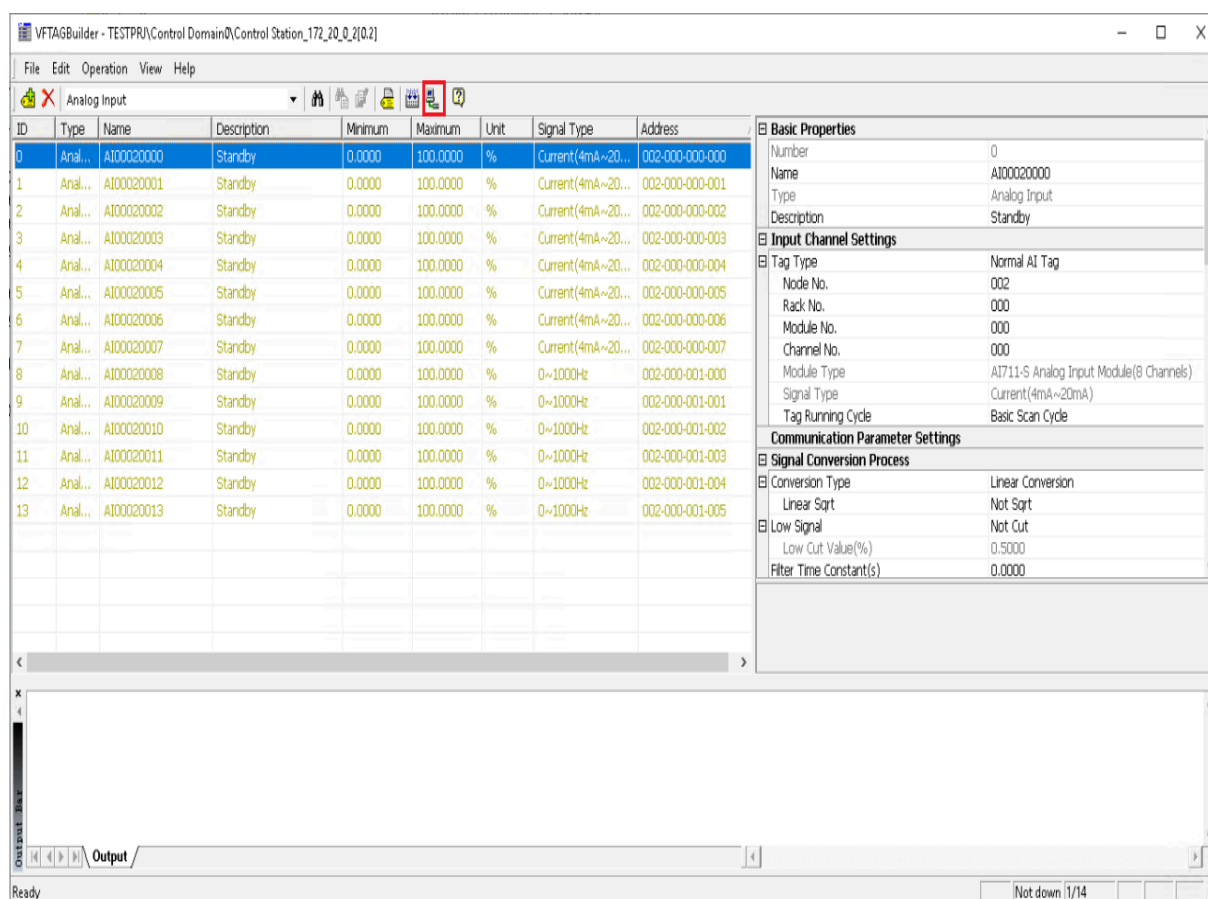 VFTAGBuilder - TESTPRJ\Control Domain0\Control Station_172_20_0_2[0.2]
File Edit Operation View Help
Analog Input
ID Type Name Description Minimum Maximum Unit Signal Type Address
0 Anal... AI00020000 Standby 0.0000 100.0000 % Current(4mA~20... 002-000-000-000
1 Anal... AI00020001 Standby 0.0000 100.0000 % Current(4mA~20... 002-000-000-001
2 Anal... AI00020002 Standby 0.0000 100.0000 % Current(4mA~20... 002-000-000-002
3 Anal... AI00020003 Standby 0.0000 100.0000 % Current(4mA~20... 002-000-000-003
4 Anal... AI00020004 Standby 0.0000 100.0000 % Current(4mA~20... 002-000-000-004
5 Anal... AI00020005 Standby 0.0000 100.0000 % Current(4mA~20... 002-000-000-005
6 Anal... AI00020006 Standby 0.0000 100.0000 % Current(4mA~20... 002-000-000-006
7 Anal... AI00020007 Standby 0.0000 100.0000 % Current(4mA~20... 002-000-000-007
8 Anal... AI00020008 Standby 0.0000 100.0000 % 0~1000Hz 002-000-001-000
9 Anal... AI00020009 Standby 0.0000 100.0000 % 0~1000Hz 002-000-001-001
10 Anal... AI00020010 Standby 0.0000 100.0000 % 0~1000Hz 002-000-001-002
11 Anal... AI00020011 Standby 0.0000 100.0000 % 0~1000Hz 002-000-001-003
12 Anal... AI00020012 Standby 0.0000 100.0000 % 0~1000Hz 002-000-001-004
13 Anal... AI00020013 Standby 0.0000 100.0000 % 0~1000Hz 002-000-001-005
Basic Properties
Number 0
Name AI00020000
Type Analog Input
Description Standby
Input Channel Settings
Tag Type Normal AI Tag
Node No. 002
Rack No. 000
Module No. 000
Channel No. 000
Module Type AI711-S Analog Input Module(8 Channels)
Signal Type Current(4mA~20mA)
Tag Running Cycle Basic Scan Cycle
Communication Parameter Settings
Signal Conversion Process
Conversion Type Linear Conversion
Linear Sqrt Not Sqrt
Low Signal Not Cut
Low Cut Value(%) 0.5000
Filter Time Constant(s) 0.0000
Output Bar
Output
Ready Not down 1/14